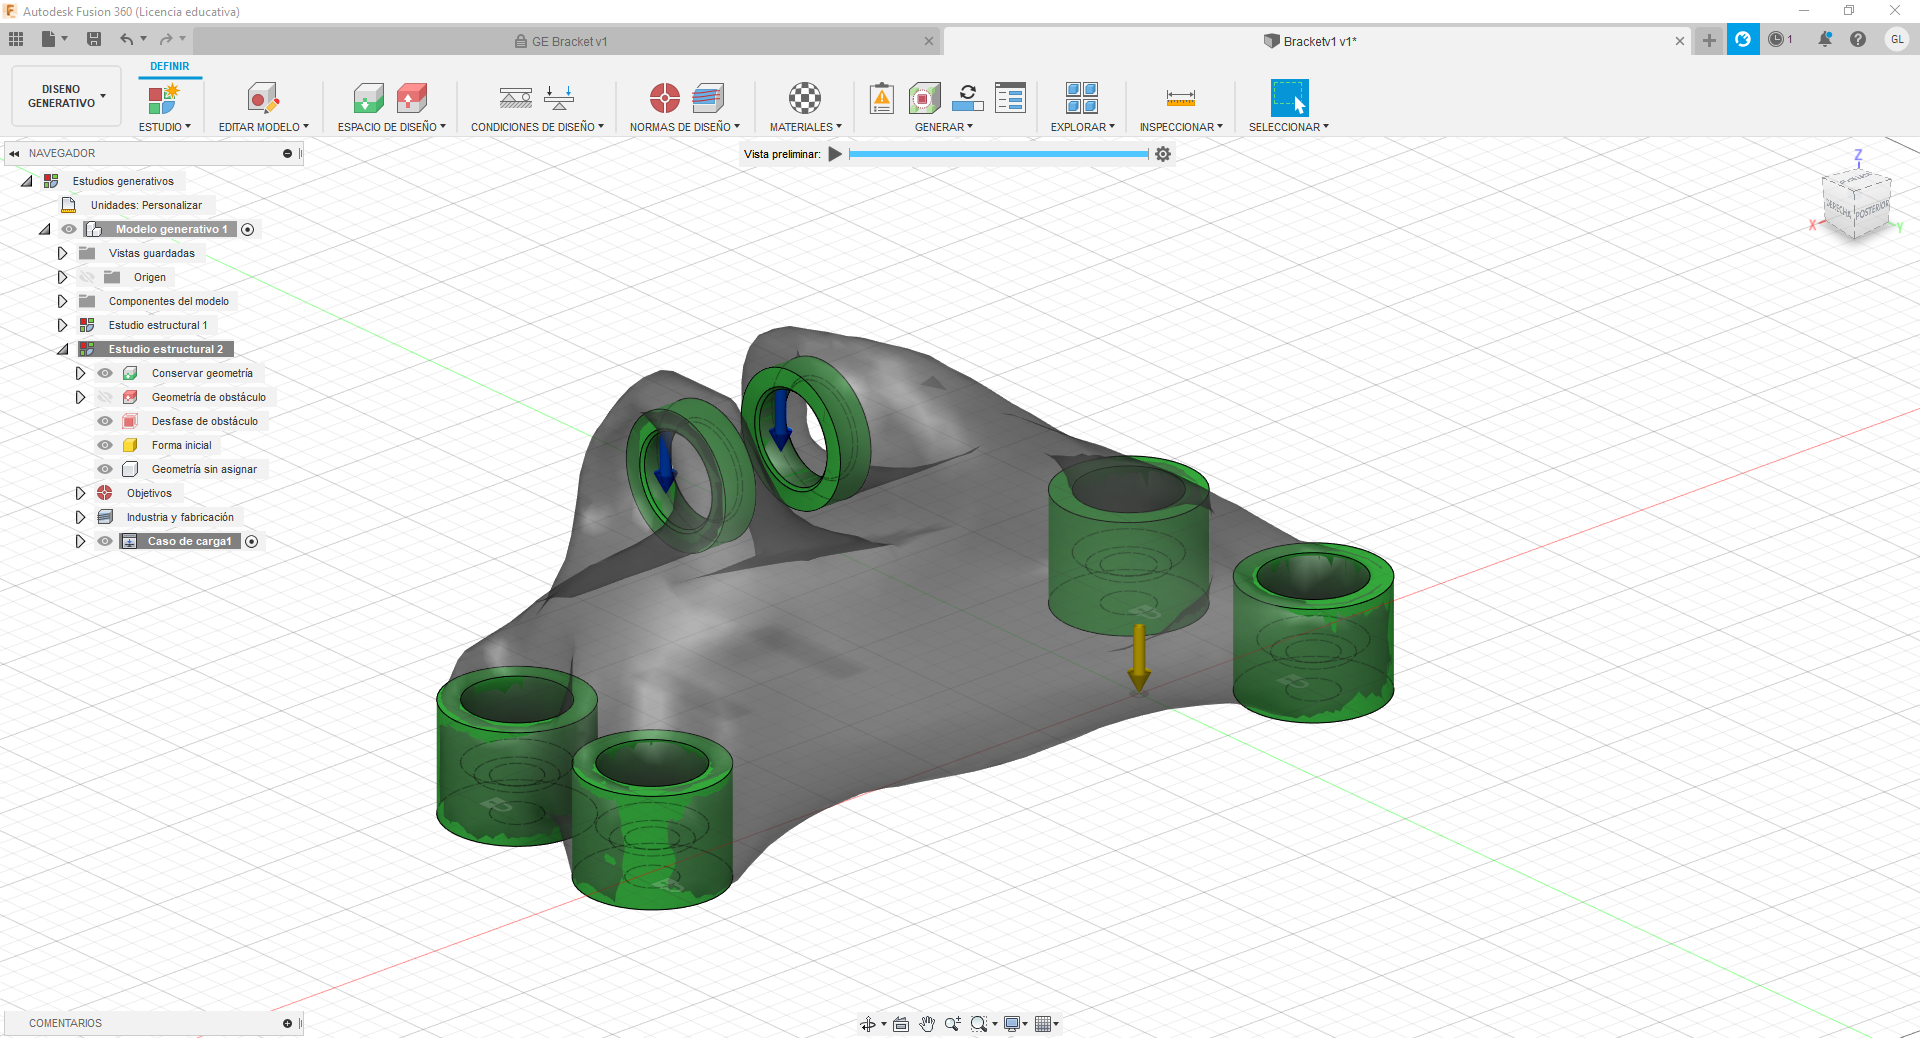 Autodesk Fusion 360 (Licencia educativa)
GE Bracket v1
Bracketv1 v1*
1
GL
DISENO GENERATIVO
DEFINIR
ESTUDIO
EDITAR MODELO
ESPACIO DE DISEÑO
CONDICIONES DE DISEÑO
NORMAS DE DISEÑO
MATERIALES
GENERAR
EXPLORAR
INSPECCIONAR
SELECCIONAR
NAVEGADOR
Vista preliminar:
Estudios generativos
Unidades: Personalizar
Modelo generativo 1
Vistas guardadas
Origen
Componentes del modelo
Estudio estructural 1
Estudio estructural 2
Conservar geometría
Geometría de obstáculo
Desfase de obstáculo
Forma inicial
Geometría sin asignar
Objetivos
Industria y fabricación
Caso de carga1
Z
DERECHA
POSTERIOR
X
Y
COMENTARIOS